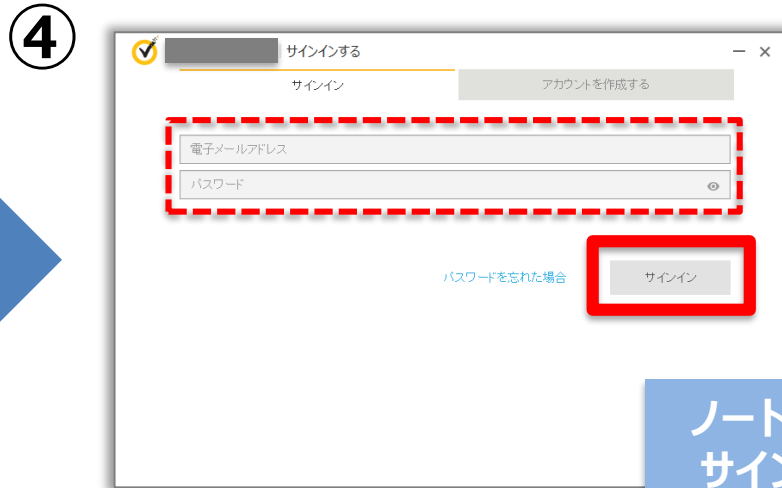 ④
サインインする
サインイン
アカウントを作成する
電子メールアドレス
パスワード
パスワードを忘れた場合
サインイン
ノート
サイン